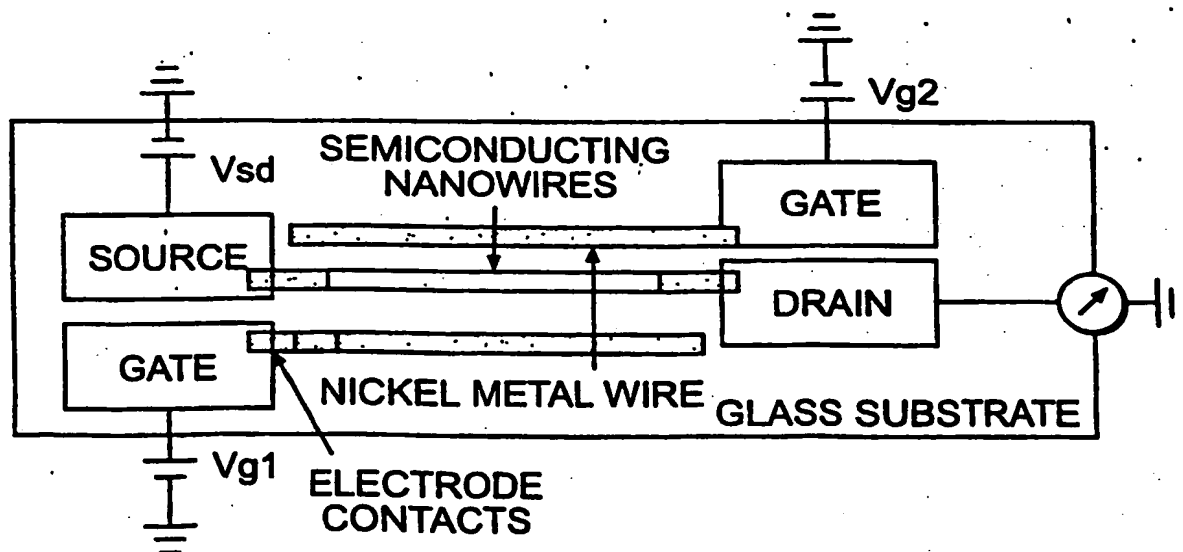 Vg2
Vsd
SEMICONDUCTING
NANOWIRES
GATE
SOURCE
DRAIN
GATE
NICKEL METAL WIRE
GLASS SUBSTRATE
Vg1
ELECTRODE
CONTACTS